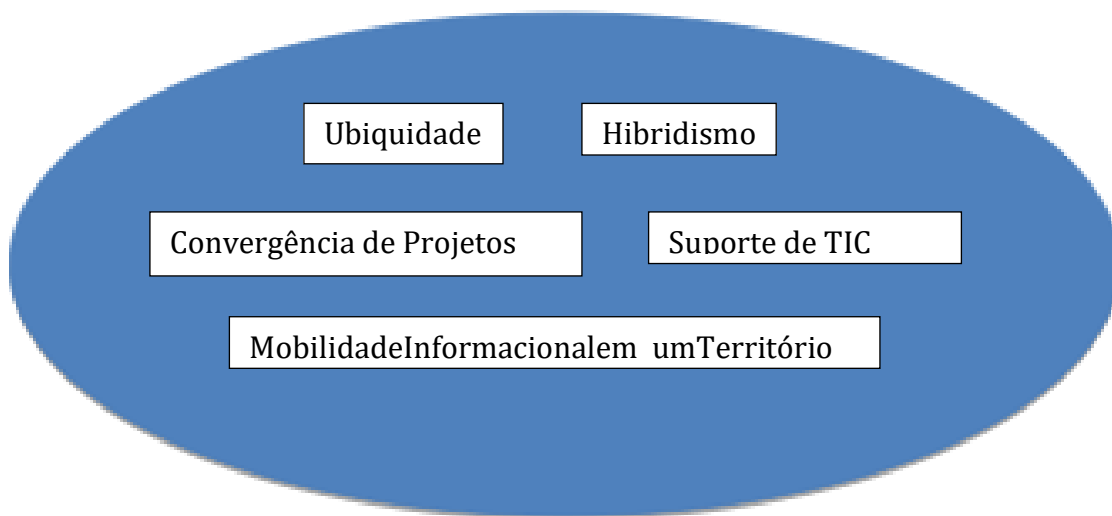 Ubiquidade
Hibridismo
Convergência de Projetos
Suporte de TIC
MobilidadeInformacionalem umTerritório